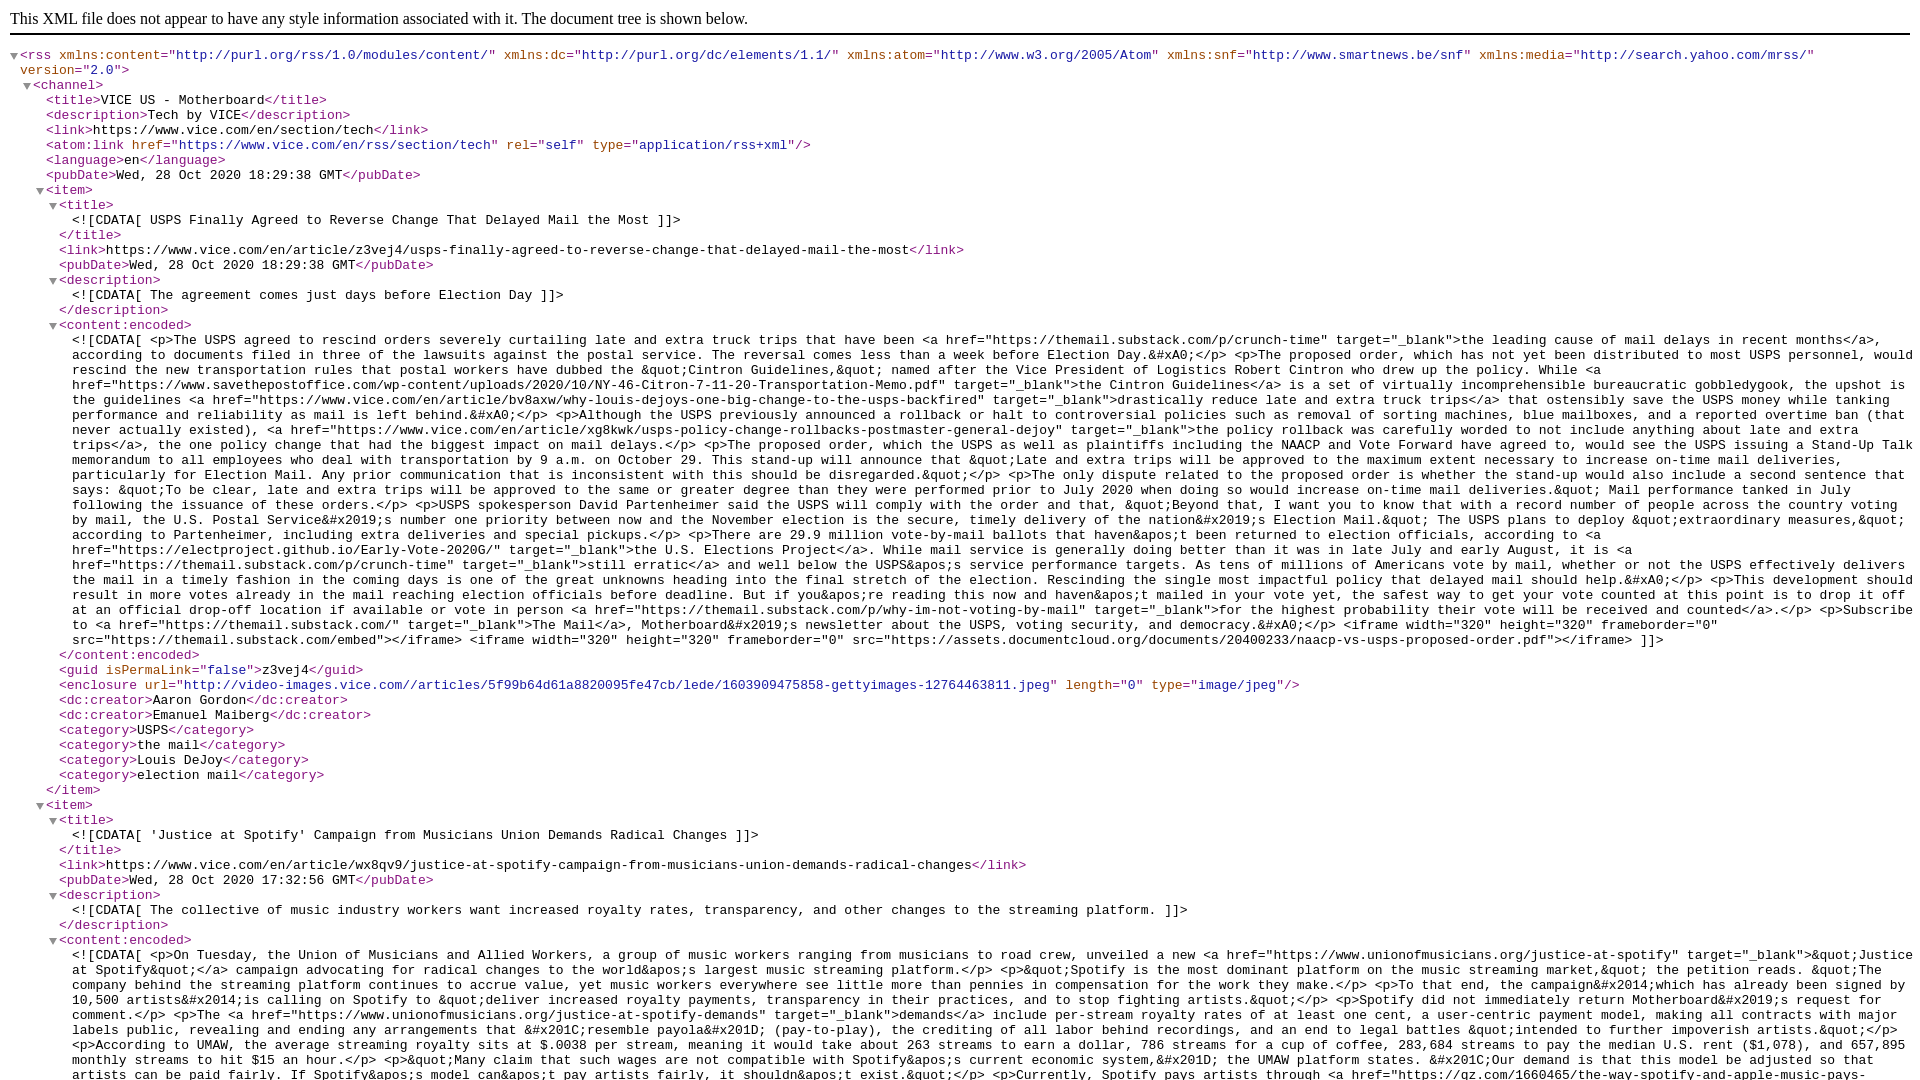 This XML file does not appear to have any style information associated with it. The document tree is shown below.
<rss xmlns:content="http://purl.org/rss/1.0/modules/content/" xmlns:dc="http://purl.org/dc/elements/1.1/" xmlns:atom="http://www.w3.org/2005/Atom" xmlns:snf="http://www.smartnews.be/snf" xmlns:media="http://search.yahoo.com/mrss/"
version="2.0">
<channel>
<title>VICE US - Motherboard</title>
<description>Tech by VICE</description>
<link>https://www.vice.com/en/section/tech</link>
<atom:link href="https://www.vice.com/en/rss/section/tech" rel="self" type="application/rss+xml"/>
<language>en</language>
<pubDate>Wed, 28 Oct 2020 18:29:38 GMT</pubDate>
<item>
<title>
<![CDATA[ USPS Finally Agreed to Reverse Change That Delayed Mail the Most ]]>
</title>
<link>https://www.vice.com/en/article/z3vej4/usps-finally-agreed-to-reverse-change-that-delayed-mail-the-most</link>
<pubDate>Wed, 28 Oct 2020 18:29:38 GMT</pubDate>
<description>
<![CDATA[ The agreement comes just days before Election Day ]]>
</description>
<content:encoded>
<![CDATA[ <p>The USPS agreed to rescind orders severely curtailing late and extra truck trips that have been <a href="https://themail.substack.com/p/crunch-time" target="_blank">the leading cause of mail delays in recent months</a>,
according to documents filed in three of the lawsuits against the postal service. The reversal comes less than a week before Election Day.&#xA0;</p> <p>The proposed order, which has not yet been distributed to most USPS personnel, would
rescind the new transportation rules that postal workers have dubbed the &quot;Cintron Guidelines,&quot; named after the Vice President of Logistics Robert Cintron who drew up the policy. While <a
href="https://www.savethepostoffice.com/wp-content/uploads/2020/10/NY-46-Citron-7-11-20-Transportation-Memo.pdf" target="_blank">the Cintron Guidelines</a> is a set of virtually incomprehensible bureaucratic gobbledygook, the upshot is
the guidelines <a href="https://www.vice.com/en/article/bv8axw/why-louis-dejoys-one-big-change-to-the-usps-backfired" target="_blank">drastically reduce late and extra truck trips</a> that ostensibly save the USPS money while tanking
performance and reliability as mail is left behind.&#xA0;</p> <p>Although the USPS previously announced a rollback or halt to controversial policies such as removal of sorting machines, blue mailboxes, and a reported overtime ban (that
never actually existed), <a href="https://www.vice.com/en/article/xg8kwk/usps-policy-change-rollbacks-postmaster-general-dejoy" target="_blank">the policy rollback was carefully worded to not include anything about late and extra
trips</a>, the one policy change that had the biggest impact on mail delays.</p> <p>The proposed order, which the USPS as well as plaintiffs including the NAACP and Vote Forward have agreed to, would see the USPS issuing a Stand-Up Talk
memorandum to all employees who deal with transportation by 9 a.m. on October 29. This stand-up will announce that &quot;Late and extra trips will be approved to the maximum extent necessary to increase on-time mail deliveries,
particularly for Election Mail. Any prior communication that is inconsistent with this should be disregarded.&quot;</p> <p>The only dispute related to the proposed order is whether the stand-up would also include a second sentence that
says: &quot;To be clear, late and extra trips will be approved to the same or greater degree than they were performed prior to July 2020 when doing so would increase on-time mail deliveries.&quot; Mail performance tanked in July
following the issuance of these orders.</p> <p>USPS spokesperson David Partenheimer said the USPS will comply with the order and that, &quot;Beyond that, I want you to know that with a record number of people across the country voting
by mail, the U.S. Postal Service&#x2019;s number one priority between now and the November election is the secure, timely delivery of the nation&#x2019;s Election Mail.&quot; The USPS plans to deploy &quot;extraordinary measures,&quot;
according to Partenheimer, including extra deliveries and special pickups.</p> <p>There are 29.9 million vote-by-mail ballots that haven&apos;t been returned to election officials, according to <a
href="https://electproject.github.io/Early-Vote-2020G/" target="_blank">the U.S. Elections Project</a>. While mail service is generally doing better than it was in late July and early August, it is <a
href="https://themail.substack.com/p/crunch-time" target="_blank">still erratic</a> and well below the USPS&apos;s service performance targets. As tens of millions of Americans vote by mail, whether or not the USPS effectively delivers
the mail in a timely fashion in the coming days is one of the great unknowns heading into the final stretch of the election. Rescinding the single most impactful policy that delayed mail should help.&#xA0;</p> <p>This development should
result in more votes already in the mail reaching election officials before deadline. But if you&apos;re reading this now and haven&apos;t mailed in your vote yet, the safest way to get your vote counted at this point is to drop it off
at an official drop-off location if available or vote in person <a href="https://themail.substack.com/p/why-im-not-voting-by-mail" target="_blank">for the highest probability their vote will be received and counted</a>.</p> <p>Subscribe
to <a href="https://themail.substack.com/" target="_blank">The Mail</a>, Motherboard&#x2019;s newsletter about the USPS, voting security, and democracy.&#xA0;</p> <iframe width="320" height="320" frameborder="0"
src="https://themail.substack.com/embed"></iframe> <iframe width="320" height="320" frameborder="0" src="https://assets.documentcloud.org/documents/20400233/naacp-vs-usps-proposed-order.pdf"></iframe> ]]>
</content:encoded>
<guid isPermaLink="false">z3vej4</guid>
<enclosure url="http://video-images.vice.com//articles/5f99b64d61a8820095fe47cb/lede/1603909475858-gettyimages-12764463811.jpeg" length="0" type="image/jpeg"/>
<dc:creator>Aaron Gordon</dc:creator>
<dc:creator>Emanuel Maiberg</dc:creator>
<category>USPS</category>
<category>the mail</category>
<category>Louis DeJoy</category>
<category>election mail</category>
</item>
<item>
<title>
<![CDATA[ 'Justice at Spotify' Campaign from Musicians Union Demands Radical Changes ]]>
</title>
<link>https://www.vice.com/en/article/wx8qv9/justice-at-spotify-campaign-from-musicians-union-demands-radical-changes</link>
<pubDate>Wed, 28 Oct 2020 17:32:56 GMT</pubDate>
<description>
<![CDATA[ The collective of music industry workers want increased royalty rates, transparency, and other changes to the streaming platform. ]]>
</description>
<content:encoded>
<![CDATA[ <p>On Tuesday, the Union of Musicians and Allied Workers, a group of music workers ranging from musicians to road crew, unveiled a new <a href="https://www.unionofmusicians.org/justice-at-spotify" target="_blank">&quot;Justice
at Spotify&quot;</a> campaign advocating for radical changes to the world&apos;s largest music streaming platform.</p> <p>&quot;Spotify is the most dominant platform on the music streaming market,&quot; the petition reads. &quot;The
company behind the streaming platform continues to accrue value, yet music workers everywhere see little more than pennies in compensation for the work they make.</p> <p>To that end, the campaign&#x2014;which has already been signed by
10,500 artists&#x2014;is calling on Spotify to &quot;deliver increased royalty payments, transparency in their practices, and to stop fighting artists.&quot;</p> <p>Spotify did not immediately return Motherboard&#x2019;s request for
comment.</p> <p>The <a href="https://www.unionofmusicians.org/justice-at-spotify-demands" target="_blank">demands</a> include per-stream royalty rates of at least one cent, a user-centric payment model, making all contracts with major
labels public, revealing and ending any arrangements that &#x201C;resemble payola&#x201D; (pay-to-play), the crediting of all labor behind recordings, and an end to legal battles &quot;intended to further impoverish artists.&quot;</p>
<p>According to UMAW, the average streaming royalty sits at $.0038 per stream, meaning it would take about 263 streams to earn a dollar, 786 streams for a cup of coffee, 283,684 streams to pay the median U.S. rent ($1,078), and 657,895
monthly streams to hit $15 an hour.</p> <p>&quot;Many claim that such wages are not compatible with Spotify&apos;s current economic system,&#x201D; the UMAW platform states. &#x201C;Our demand is that this model be adjusted so that
artists can be paid fairly. If Spotify&apos;s model can&apos;t pay artists fairly, it shouldn&apos;t exist.&quot;</p> <p>Currently, Spotify pays artists through <a href="https://qz.com/1660465/the-way-spotify-and-apple-music-pays-